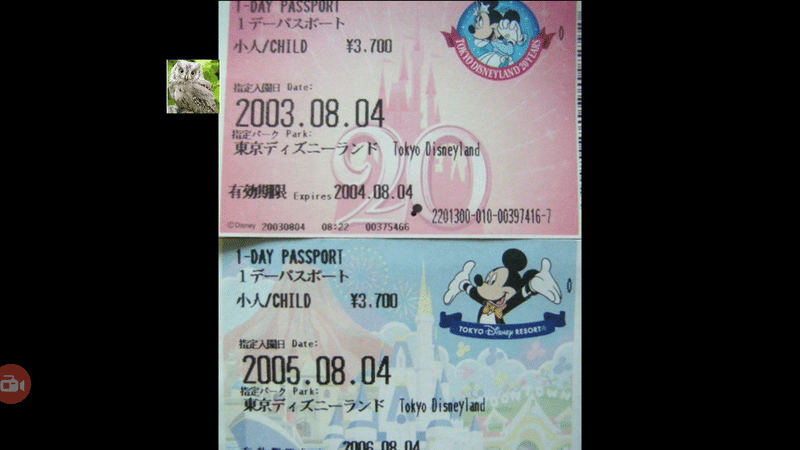 1-DAY PASSPORT
1デーパスポート
小人/CHILD ¥3,700
TOKYO DISNEYLAND 20 YEARS
指定入園日 Date:
2003.08.04
指定パーク Park:
東京ディズニーランド Tokyo Disneyland
20
有効期限 Expires 2004.08.04
2201300-010-00397416-7
©Disney 20030804 08:22 00375466
1-DAY PASSPORT
1デーパスポート
小人/CHILD ¥3,700
TOKYO Disney RESORT
指定入園日 Date:
2005.08.04
指定パーク Park:
東京ディズニーランド Tokyo Disneyland
2006.08.04